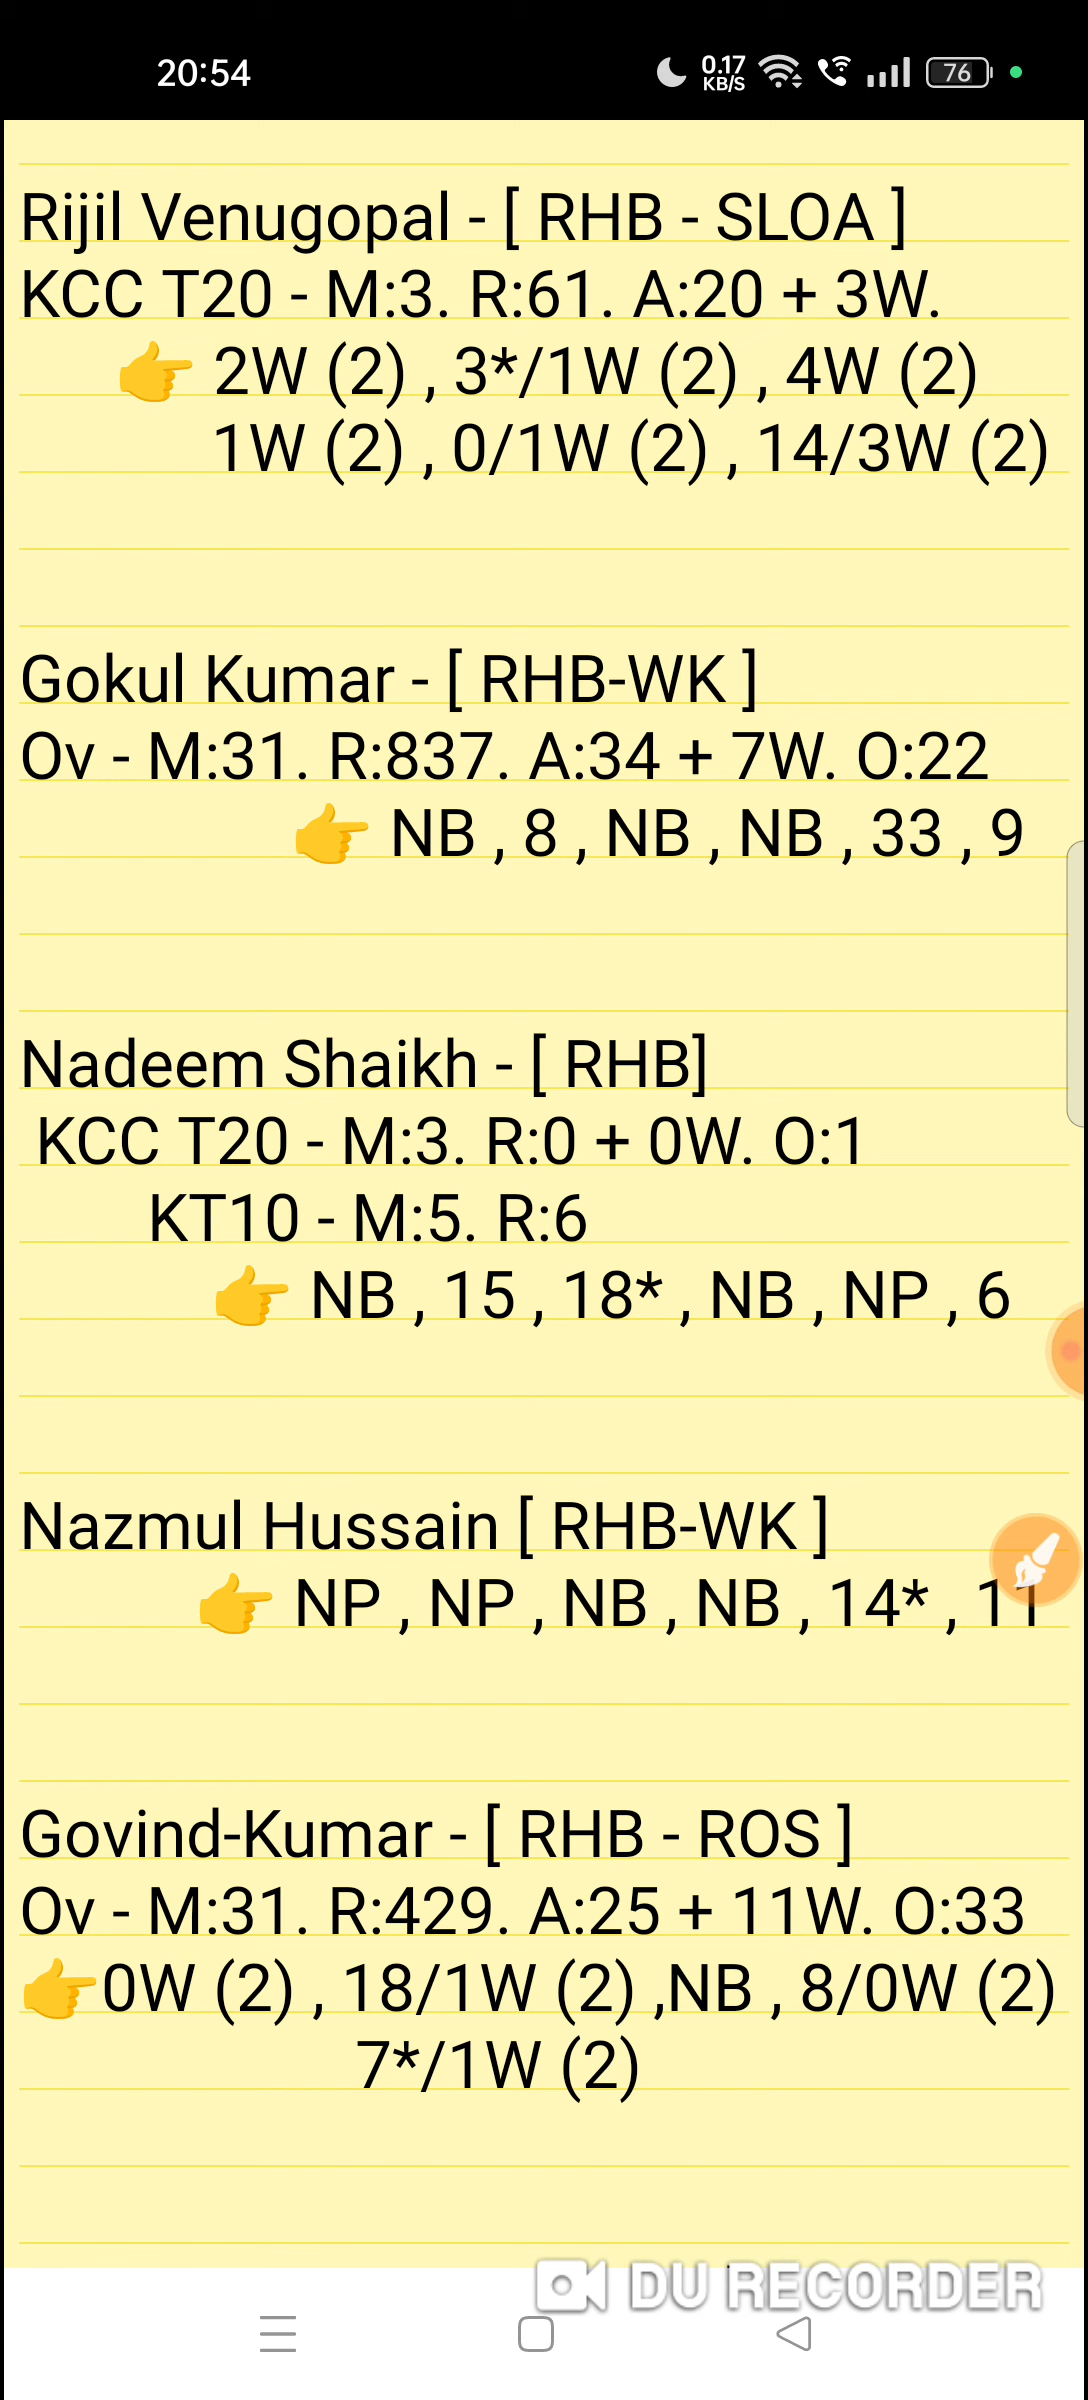 20:54
0.17
KB/S
76
Rijil Venugopal - [ RHB - SLOA ]
KCC T20 - M:3. R:61. A:20 + 3W.
👉 2W (2) , 3*/1W (2) , 4W (2)
1W (2) , 0/1W (2) , 14/3W (2)
Gokul Kumar - [ RHB-WK ]
Ov - M:31. R:837. A:34 + 7W. O:22
👉 NB , 8 , NB , NB , 33 , 9
Nadeem Shaikh - [ RHB]
KCC T20 - M:3. R:0 + 0W. O:1
KT10 - M:5. R:6
👉 NB , 15 , 18* , NB , NP , 6
Nazmul Hussain [ RHB-WK ]
👉 NP , NP , NB , NB , 14* , 11
Govind-Kumar - [ RHB - ROS ]
Ov - M:31. R:429. A:25 + 11W. O:33
👉0W (2) , 18/1W (2) ,NB , 8/0W (2)
7*/1W (2)
DU RECORDER